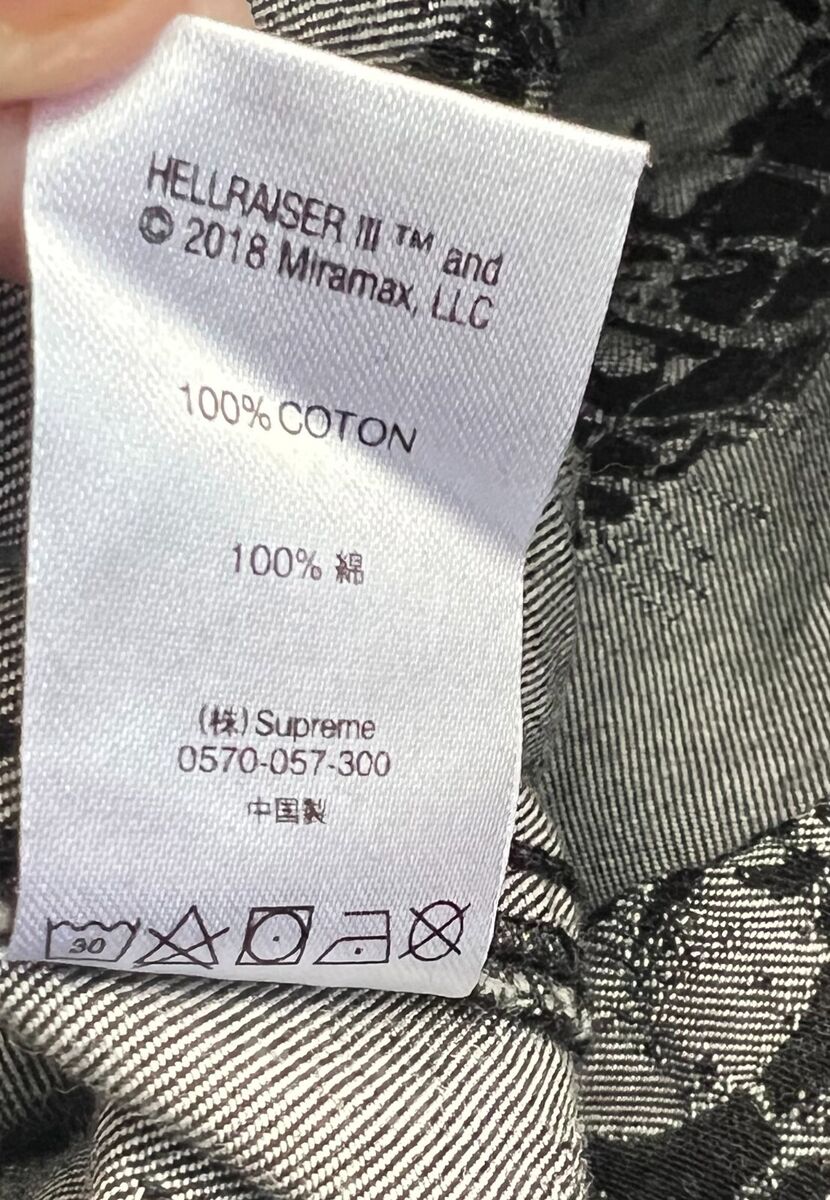 HELLRAISER III ™ and
© 2018 Miramax, LLC
100% COTON
100% 綿
(株) Supreme
0570-057-300
中国製
30